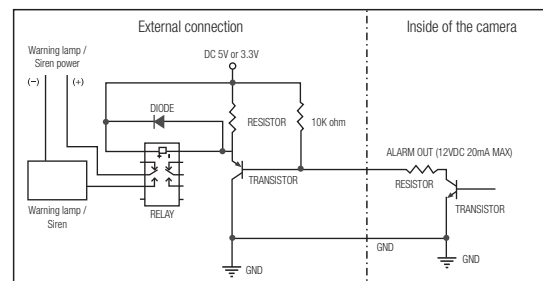 External connection
Inside of the camera
Warning lamp /
Siren power
(−)
(+)
DC 5V or 3.3V
DIODE
RESISTOR
10K ohm
ALARM OUT (12VDC 20mA MAX)
RESISTOR
TRANSISTOR
TRANSISTOR
Warning lamp /
Siren
RELAY
GND
GND
GND